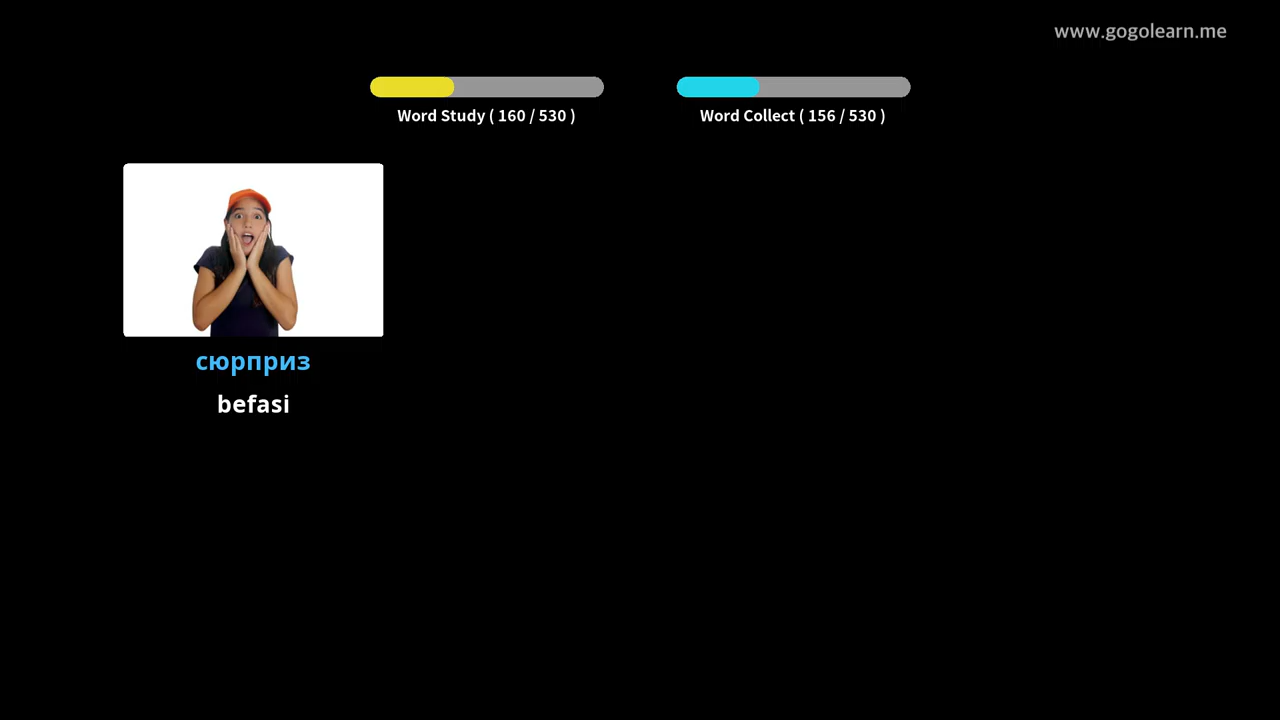 www.gogolearn.me
Word Study ( 160 / 530 )
Word Collect ( 156 / 530 )
сюрприз
befasi